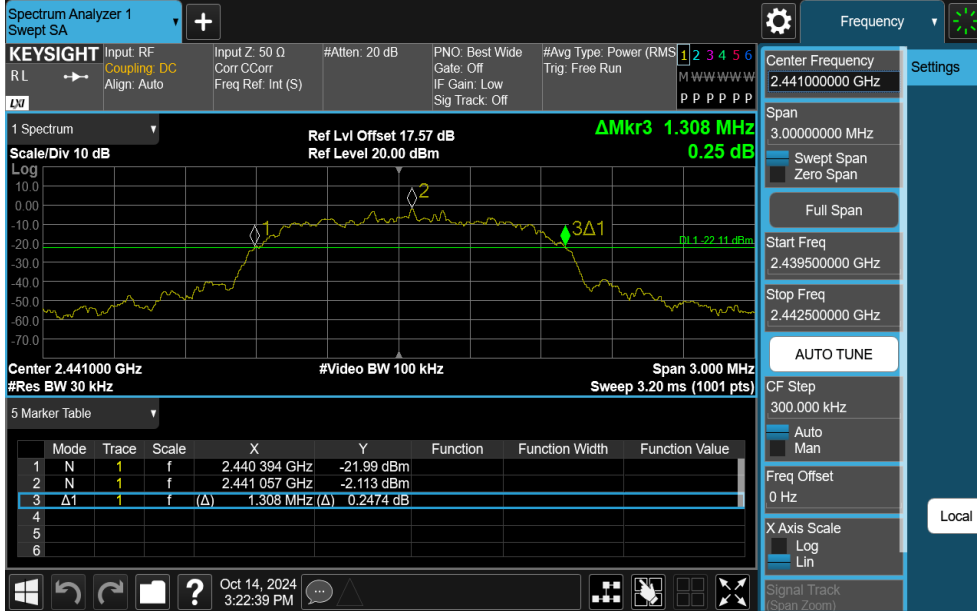 Spectrum Analyzer 1
Swept SA
+
Frequency
KEYSIGHT
RL
LXI
Input: RF
Coupling: DC
Align: Auto
Input Z: 50 Ω
Corr CCorr
Freq Ref: Int (S)
#Atten: 20 dB
PNO: Best Wide
Gate: Off
IF Gain: Low
Sig Track: Off
#Avg Type: Power (RMS
Trig: Free Run
1 2 3 4 5 6
M W W W W W
P P P P P P
1 Spectrum
Scale/Div 10 dB
Ref Lvl Offset 17.57 dB
Ref Level 20.00 dBm
ΔMkr3 1.308 MHz
0.25 dB
Log
10.0
0.00
-10.0
-20.0
-30.0
-40.0
-50.0
-60.0
-70.0
1
2
3Δ1
DL1 -22.11 dBm
Center 2.441000 GHz
#Video BW 100 kHz
Span 3.000 MHz
#Res BW 30 kHz
Sweep 3.20 ms (1001 pts)
5 Marker Table
Mode Trace Scale X Y Function Function Width Function Value
1 N 1 f 2.440 394 GHz -21.99 dBm
2 N 1 f 2.441 057 GHz -2.113 dBm
3 Δ1 1 f (Δ) 1.308 MHz (Δ) 0.2474 dB
4
5
6
?
Oct 14, 2024
3:22:39 PM
Center Frequency
2.441000000 GHz
Span
3.00000000 MHz
Swept Span
Zero Span
Full Span
Start Freq
2.439500000 GHz
Stop Freq
2.442500000 GHz
AUTO TUNE
CF Step
300.000 kHz
Auto
Man
Freq Offset
0 Hz
X Axis Scale
Log
Lin
Signal Track
(Span Zoom)
Settings
Local